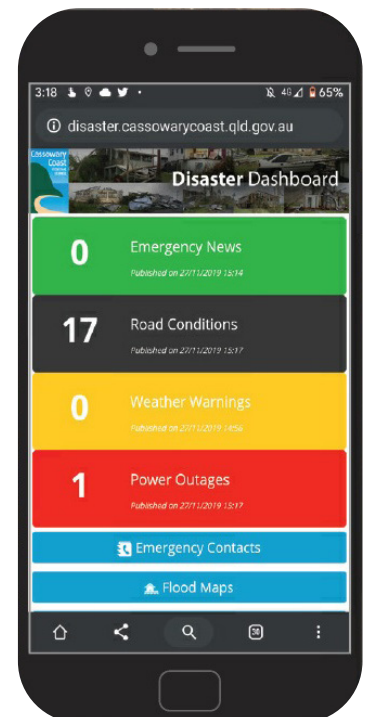 3:18 4G 65%
disaster.cassowarycoast.qld.gov.au
Cassowary
Coast
Disaster Dashboard
0 Emergency News
Published on 27/11/2019 15:14
17 Road Conditions
Published on 27/11/2019 15:17
0 Weather Warnings
Published on 27/11/2019 14:56
1 Power Outages
Published on 27/11/2019 15:17
Emergency Contacts
Flood Maps